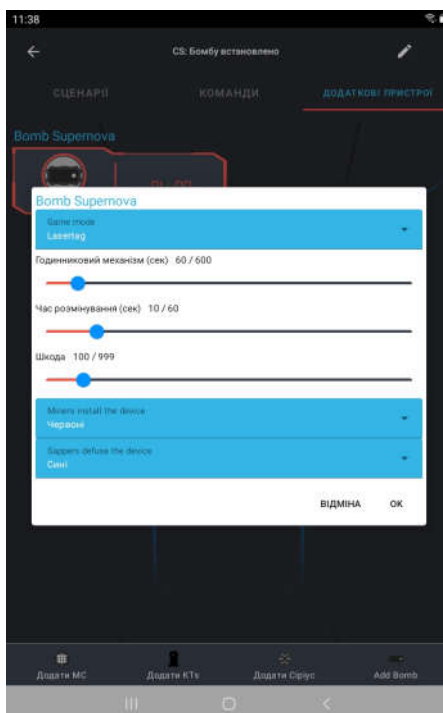 11:38
CS: Бомбу встановлено
СЦЕНАРІЇ КОМАНДИ ДОДАТКОВІ ПРИСТРОЇ
Bomb Supernova
Bomb Supernova
Game mode
Lasertag
Годинниковий механізм (сек) 60 / 600
Час розмінування (сек) 10 / 60
Шкода 100 / 999
Miners install the device
Червоні
Sappers defuse the device
Сині
ВІДМІНА ОК
Додати МС Додати КТх Додати Сіріус Add Bomb